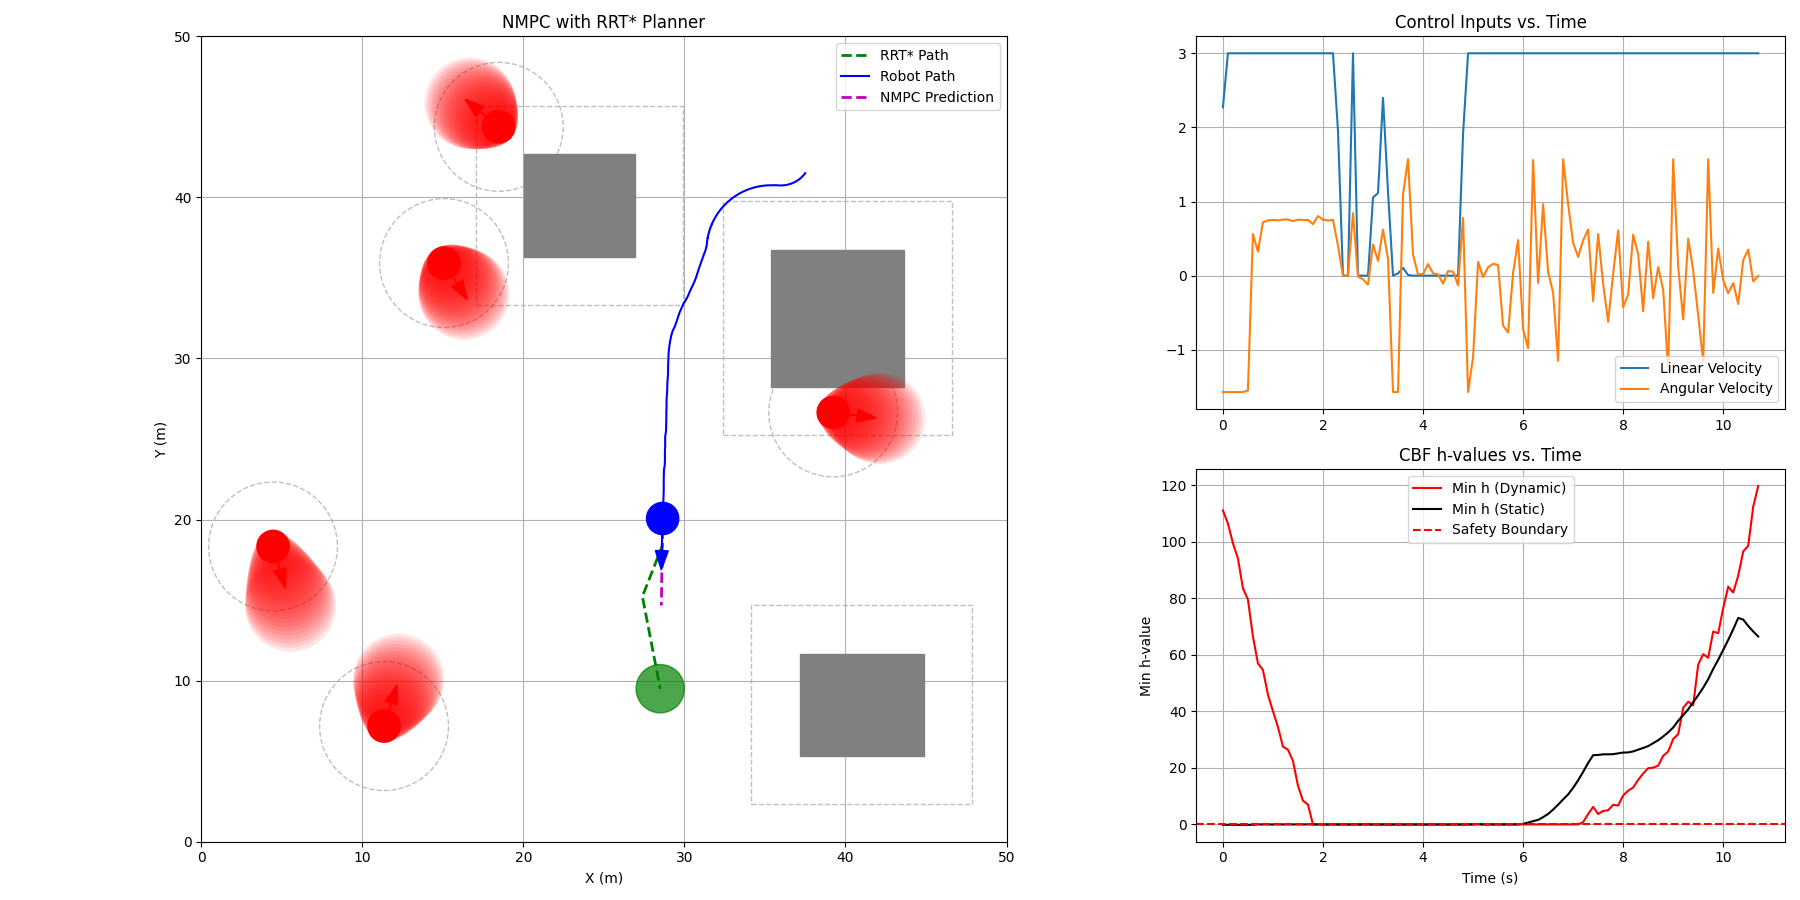 NMPC with RRT* Planner
50
40
30
20
10
0
Y (m)
0 10 20 30 40 50
X (m)
RRT* Path
Robot Path
NMPC Prediction
Control Inputs vs. Time
3
2
1
0
−1
0 2 4 6 8 10
Linear Velocity
Angular Velocity
CBF h-values vs. Time
120
100
80
60
40
20
0
Min h-value
0 2 4 6 8 10
Time (s)
Min h (Dynamic)
Min h (Static)
Safety Boundary